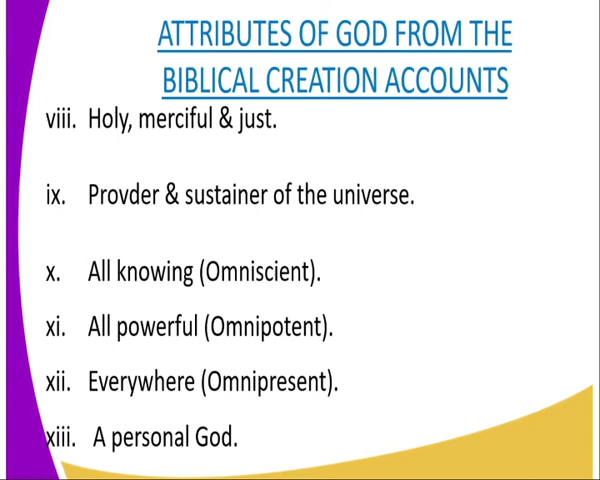 ATTRIBUTES OF GOD FROM THE
BIBLICAL CREATION ACCOUNTS
viii. Holy, merciful & just.
ix. Provder & sustainer of the universe.
x. All knowing (Omniscient).
xi. All powerful (Omnipotent).
xii. Everywhere (Omnipresent).
xiii. A personal God.